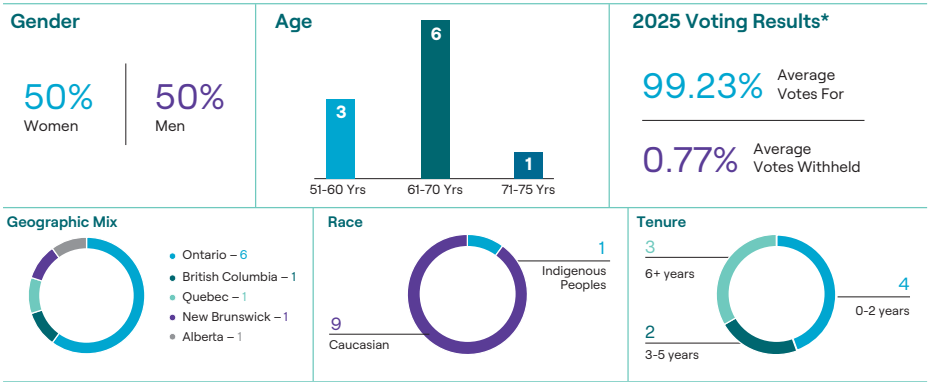 Gender
50%
Women
50%
Men
Age
3
6
1
51-60 Yrs
61-70 Yrs
71-75 Yrs
2025 Voting Results*
99.23%
Average
Votes For
0.77%
Average
Votes Withheld
Geographic Mix
Ontario – 6
British Columbia – 1
Quebec – 1
New Brunswick – 1
Alberta – 1
Race
1
Indigenous
Peoples
9
Caucasian
Tenure
3
6+ years
4
0-2 years
2
3-5 years